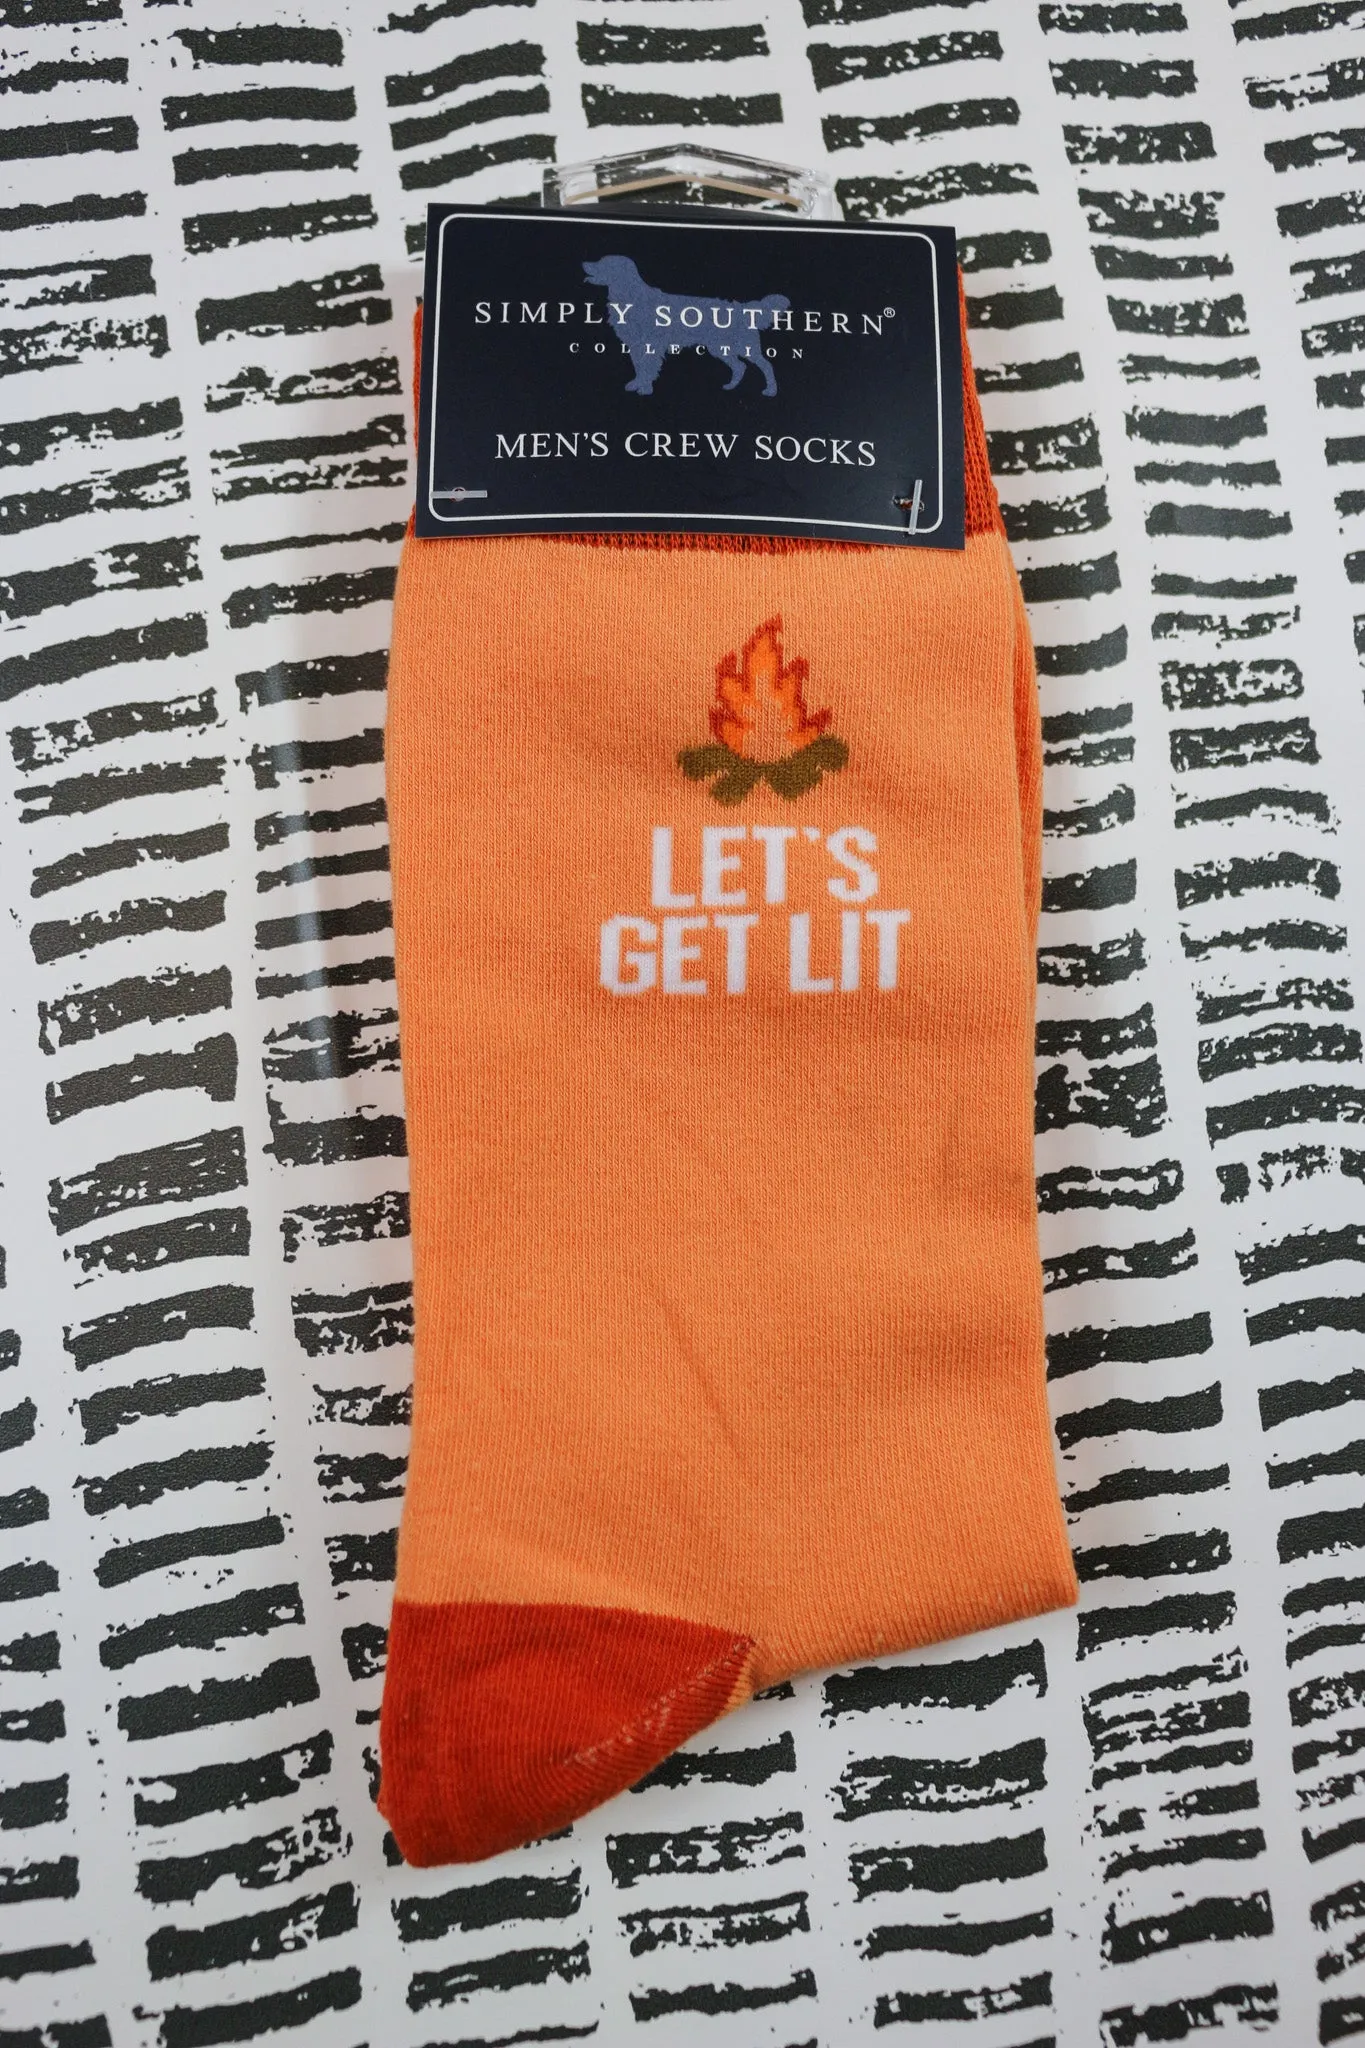 SIMPLY SOUTHERN®
COLLECTION
MEN'S CREW SOCKS
LET'S
GET LIT